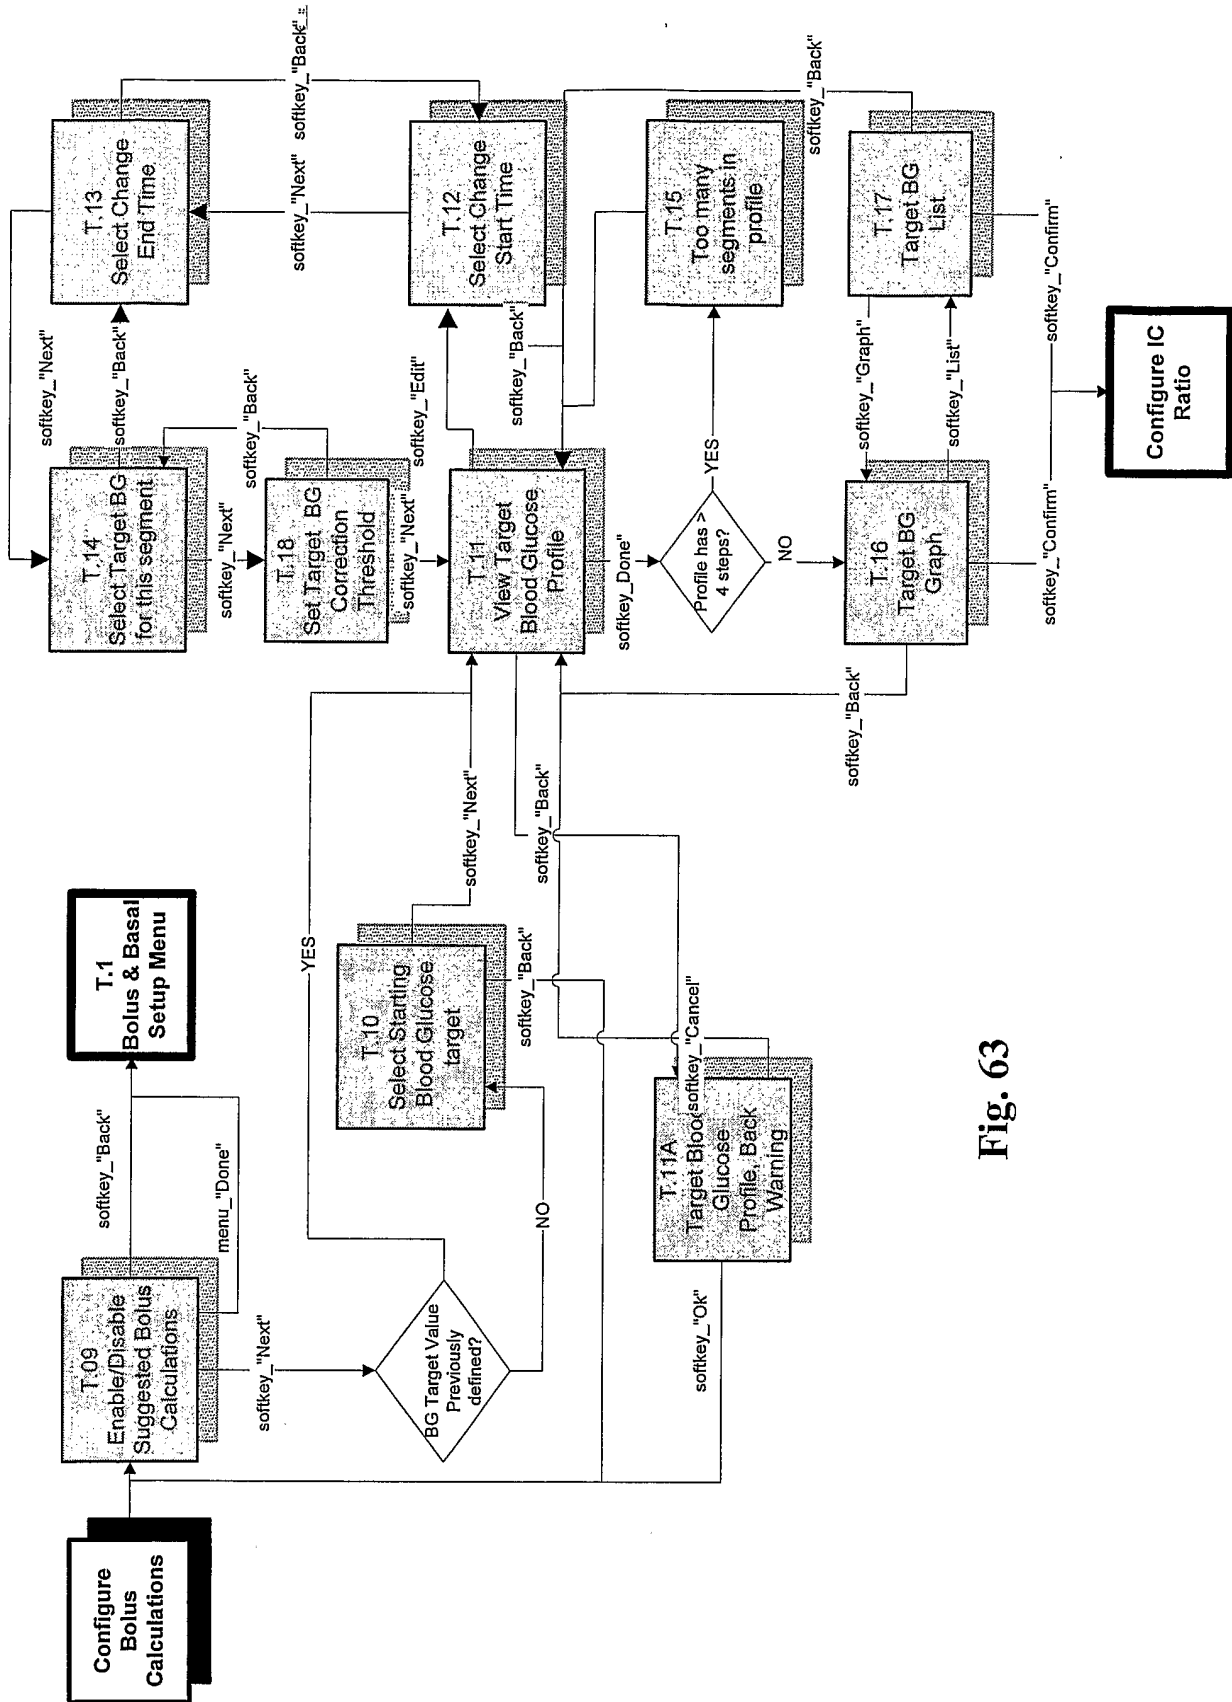 Configure
Bolus
Calculations
T.09
Enable/Disable
Suggested Bolus
Calculations
softkey_"Back"
menu_"Done"
T.1
Bolus & Basal
Setup Menu
softkey_"Next"
BG Target Value
Previously
defined?
YES
NO
T.10
Select Starting
Blood Glucose
target
softkey_"Next"
softkey_"Back"
T.11A
Target Blood
Glucose
Profile, Back
Warning
softkey_"Cancel"
softkey_"Ok"
softkey_"Back"
T.14
Select Target BG
for this segment
softkey_"Next"
softkey_"Back"
T.13
Select Change
End Time
softkey_"Back"
softkey_"Next"
softkey_"Back"
softkey_"Next"
T.18
Set Target BG
Correction
Threshold
softkey_"Next"
softkey_"Edit"
T.12
Select Change
Start Time
softkey_"Back"
T.11
View Target
Blood Glucose
Profile
softkey_Done"
Profile has >
4 steps?
YES
NO
T.15
Too many
segments in
profile
softkey_"Back"
T.16
Target BG
Graph
softkey_"Back"
softkey_"Graph"
softkey_"List"
T.17
Target BG
List
softkey_"Confirm"
softkey_"Confirm"
Configure IC
Ratio
Fig. 63